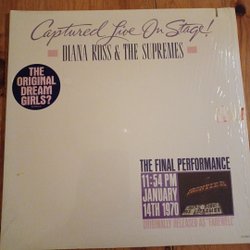 Captured Live On Stage!
DIANA ROSS & THE SUPREMES
THE
ORIGINAL
DREAM
GIRLS?
THE FINAL PERFORMANCE
11:54 PM
JANUARY
14TH 1970
ORIGINALLY RELEASED AS "FAREWELL"